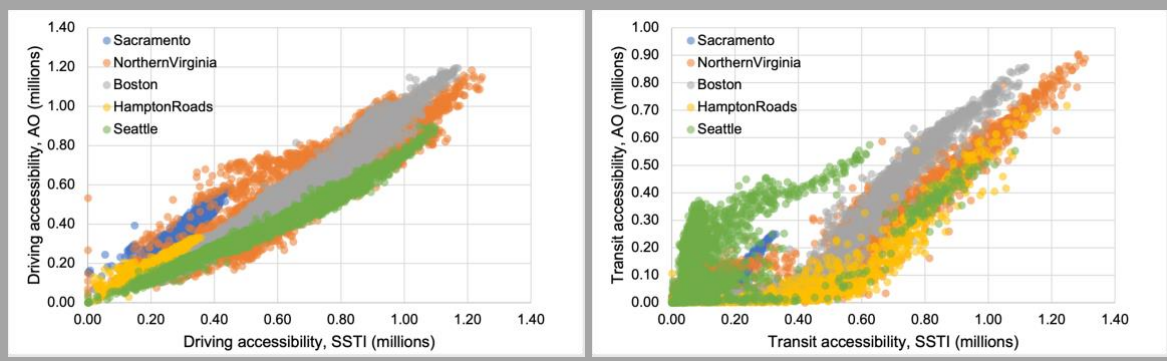 1.40
1.20
1.00
0.80
0.60
0.40
0.20
0.00
Driving accessibility, AO (millions)
Sacramento
NorthernVirginia
Boston
HamptonRoads
Seattle
0.00 0.20 0.40 0.60 0.80 1.00 1.20 1.40
Driving accessibility, SSTI (millions)
1.00
0.90
0.80
0.70
0.60
0.50
0.40
0.30
0.20
0.10
0.00
Transit accessibility, AO (millions)
Sacramento
NorthernVirginia
Boston
HamptonRoads
Seattle
0.00 0.20 0.40 0.60 0.80 1.00 1.20 1.40
Transit accessibility, SSTI (millions)